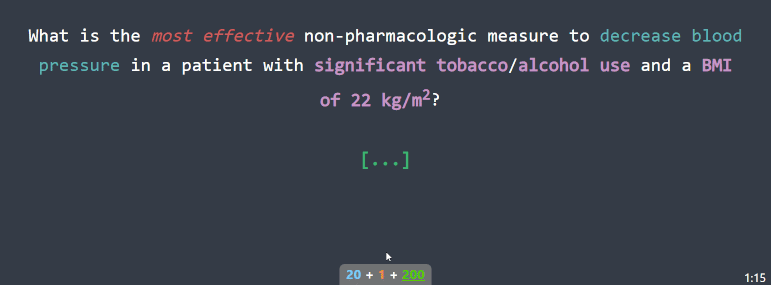 What is the most effective non-pharmacologic measure to decrease blood
pressure in a patient with significant tobacco/alcohol use and a BMI
of 22 kg/m²?
[...]
20 + 1 + 200
1:15